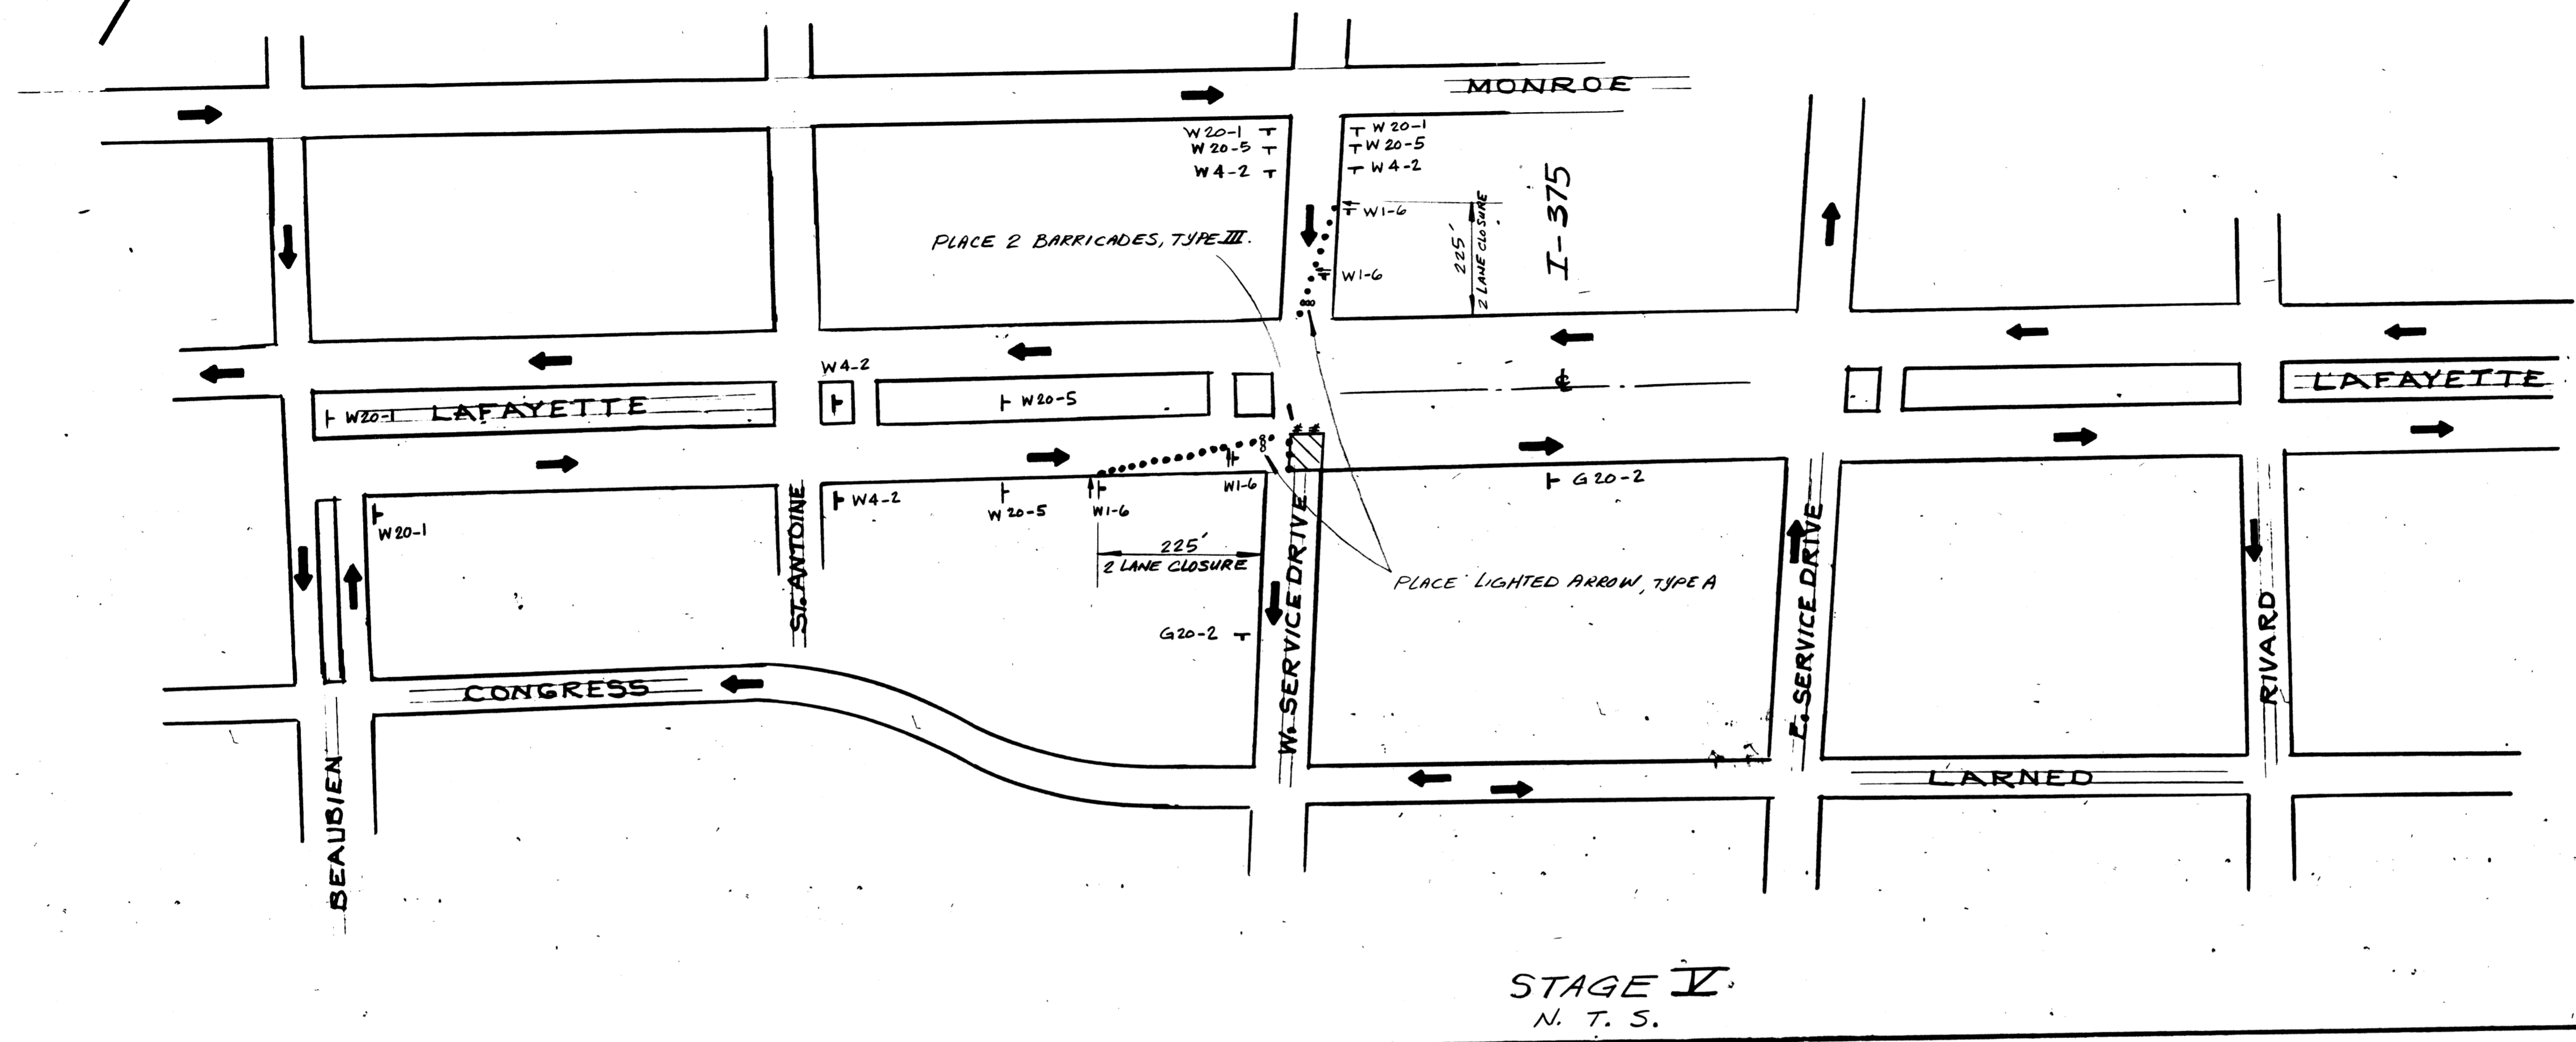 MONROE
W20-1
W20-5
W4-2
W20-1
W20-5
W4-2
W1-6
W1-6
225'
2 LANE CLOSURE
I-375
PLACE 2 BARRICADES, TYPE III.
W4-2
W20-1
LAFAYETTE
W20-5
℄
LAFAYETTE
W20-1
W4-2
W20-5
W1-6
W1-6
G20-2
225'
2 LANE CLOSURE
PLACE LIGHTED ARROW, TYPE A
ST. ANTOINE
W. SERVICE DRIVE
E. SERVICE DRIVE
RIVARD
G20-2
CONGRESS
LARNED
BEAUBIEN
STAGE V.
N. T. S.